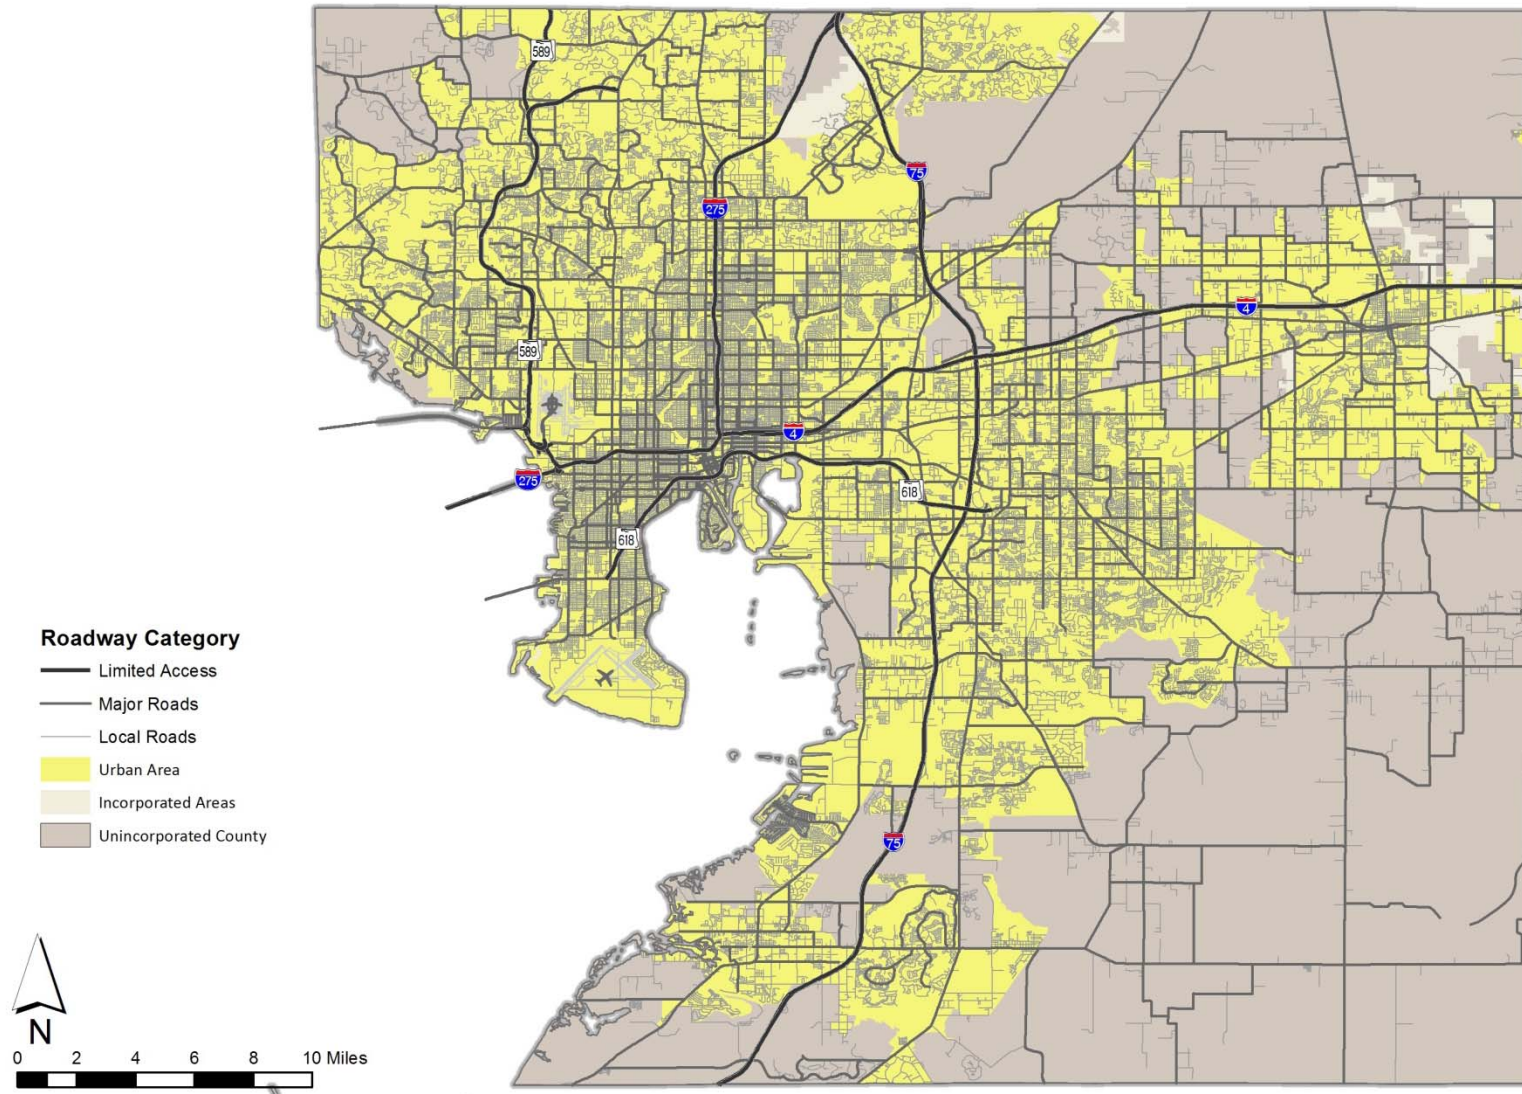 589
75
275
4
589
4
275
618
618
Roadway Category
Limited Access
Major Roads
Local Roads
Urban Area
Incorporated Areas
Unincorporated County
75
N
0 2 4 6 8 10 Miles